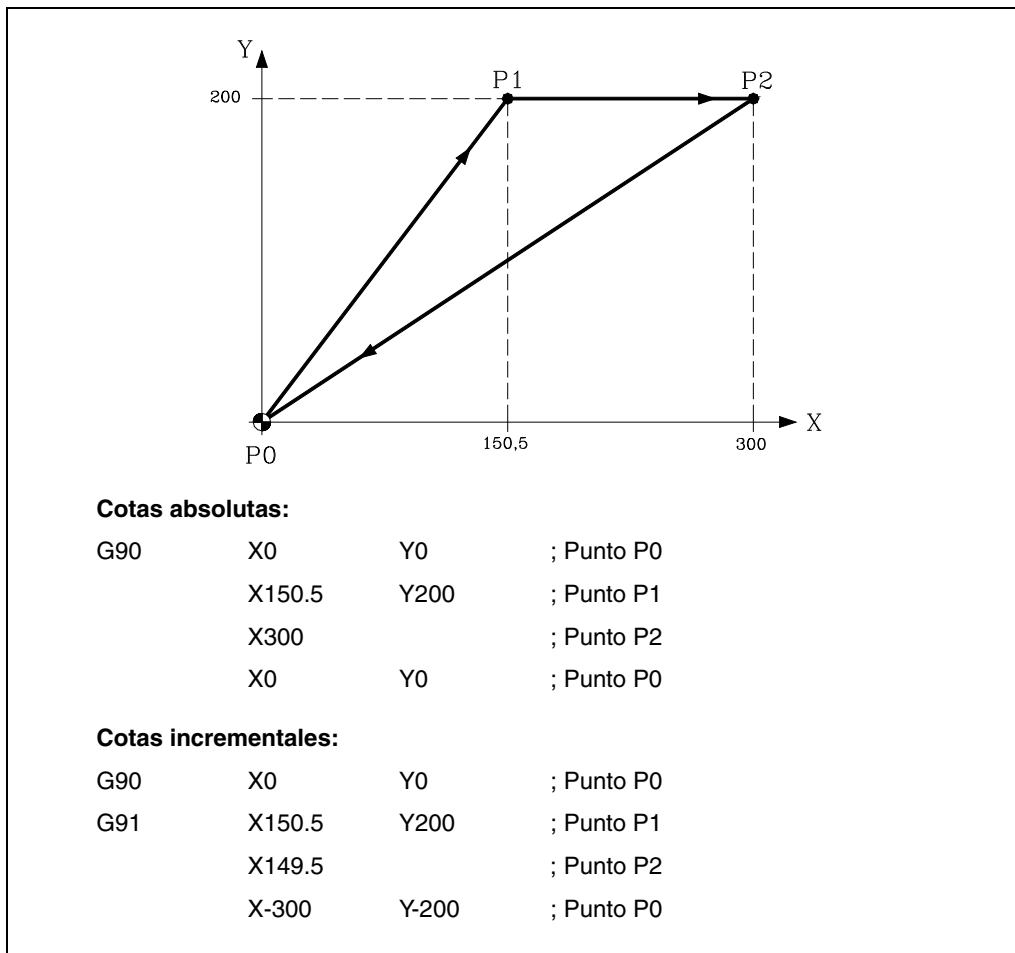 Y
P1 P2
200
X
150,5 300
P0
Cotas absolutas:
G90 X0 Y0 ; Punto P0
X150.5 Y200 ; Punto P1
X300 ; Punto P2
X0 Y0 ; Punto P0
Cotas incrementales:
G90 X0 Y0 ; Punto P0
G91 X150.5 Y200 ; Punto P1
X149.5 ; Punto P2
X-300 Y-200 ; Punto P0